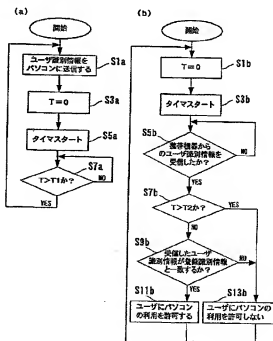 (a)
開始
S1a
ユーザ識別情報を
パソコンに送信する
S3a
T=0
S5a
タイマスタート
S7a
T>T1か?
NO
YES
(b)
開始
S1b
T=0
S3b
タイマスタート
S5b
携帯機器から
のユーザ識別情報を
受信したか?
NO
YES
S7b
T>T2か?
YES
NO
S9b
受信したユーザ
識別情報が登録識別情報
と一致するか?
NO
YES
S11b
ユーザにパソコン
の利用を許可する
S13b
ユーザにパソコンの
利用を許可しない